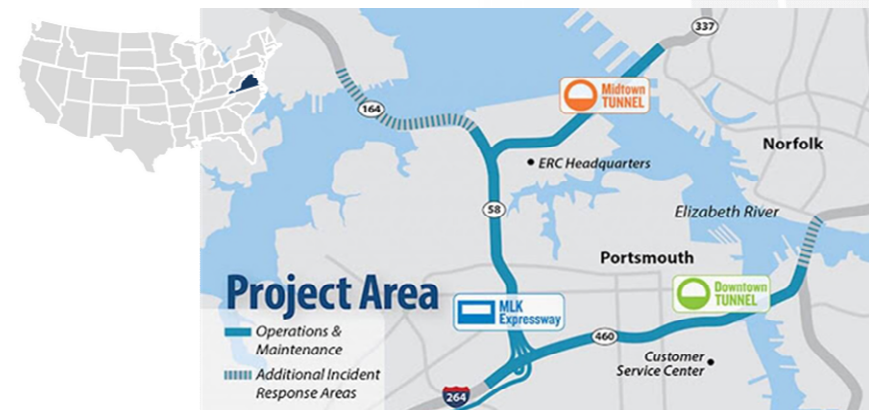 337
Midtown
TUNNEL
164
Norfolk
ERC Headquarters
58
Elizabeth River
Portsmouth
Project Area
Downtown
TUNNEL
MLK
Expressway
Operations &
Maintenance
460
Customer
Service Center
Additional Incident
Response Areas
264